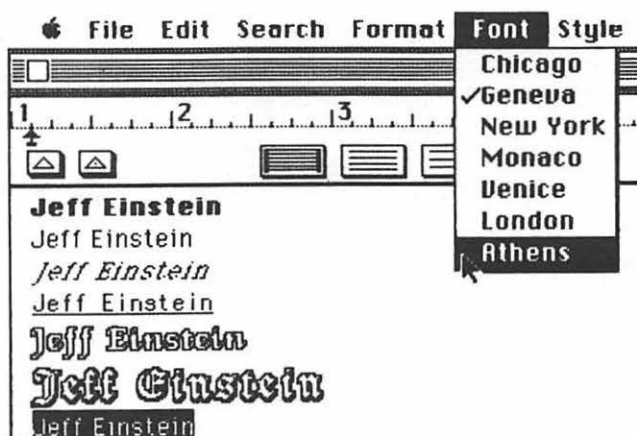 File Edit Search Format Font Style
Chicago
✓Geneva
New York
Monaco
Venice
London
Athens
1 2 3
Jeff Einstein
Jeff Einstein
Jeff Einstein
Jeff Einstein
Jeff Einstein
Jeff Einstein
Jeff Einstein